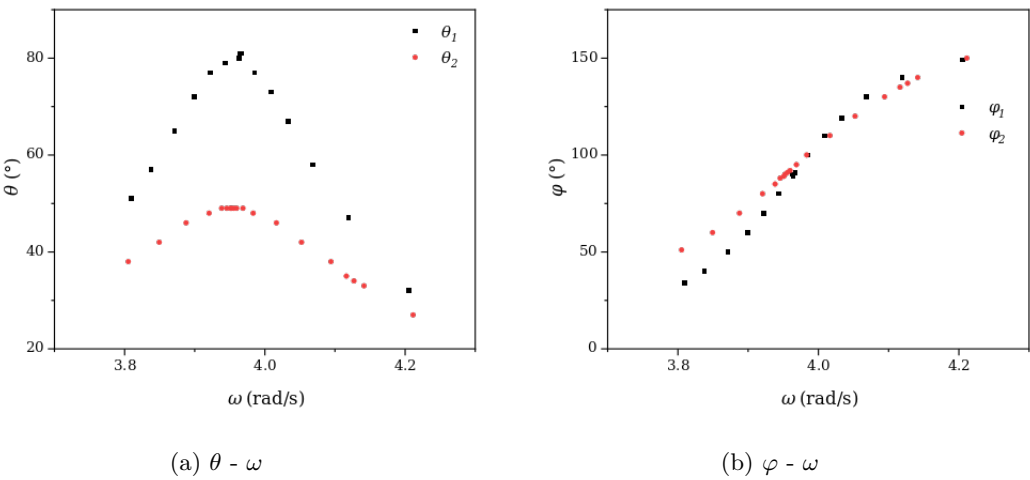 θ₁
θ₂
80
60
40
20
θ (°)
3.8
4.0
4.2
ω (rad/s)
(a) θ - ω
150
100
50
0
φ (°)
φ₁
φ₂
3.8
4.0
4.2
ω (rad/s)
(b) φ - ω